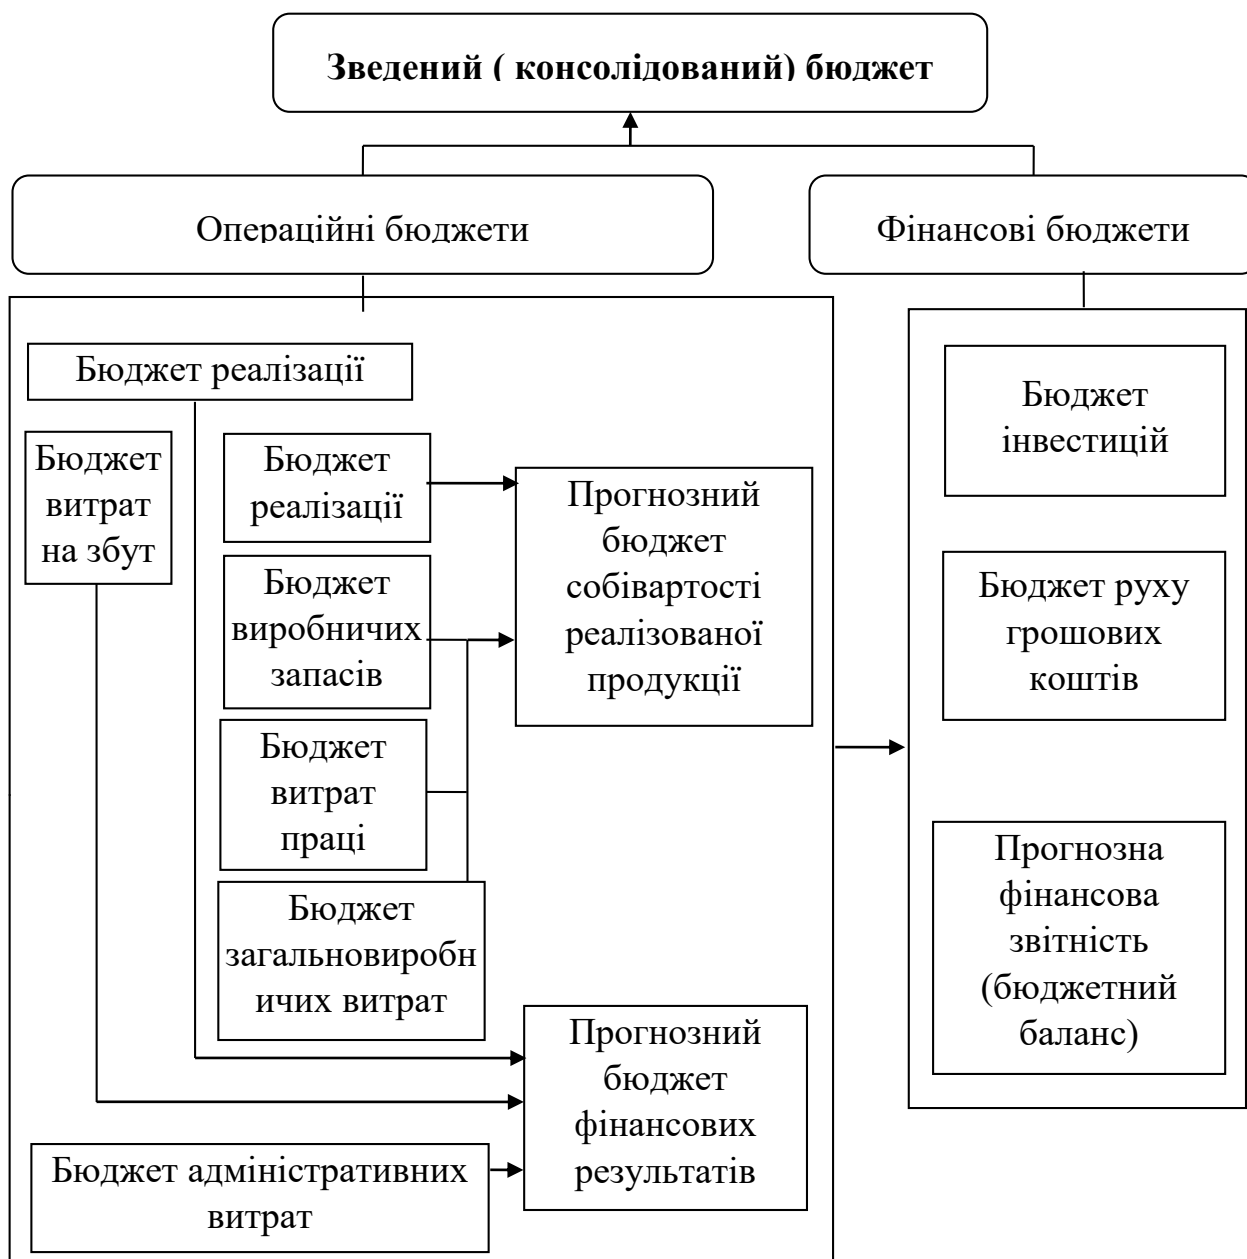 Зведений ( консолідований) бюджет
Операційні бюджети
Фінансові бюджети
Бюджет реалізації
Бюджет
витрат
на збут
Бюджет
реалізації
Бюджет
виробничих
запасів
Бюджет
витрат
праці
Бюджет
загальновиробн
ичих витрат
Прогнозний
бюджет
собівартості
реалізованої
продукції
Прогнозний
бюджет
фінансових
результатів
Бюджет адміністративних
витрат
Бюджет
інвестицій
Бюджет руху
грошових
коштів
Прогнозна
фінансова
звітність
(бюджетний
баланс)